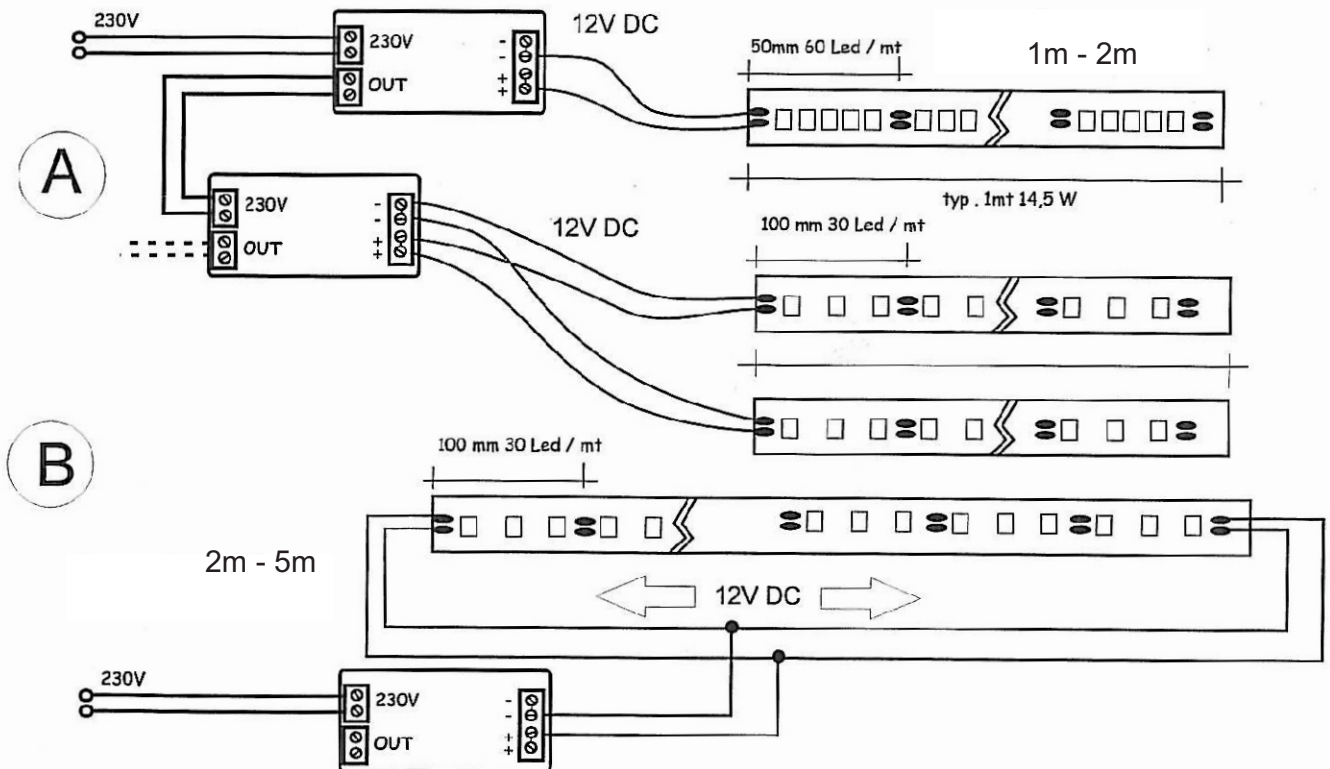 230V
12V DC
230V
OUT
-
-
+
+
50mm 60 Led / mt
1m - 2m
A
typ . 1mt 14,5 W
230V
OUT
-
-
+
+
12V DC
100 mm 30 Led / mt
B
100 mm 30 Led / mt
2m - 5m
12V DC
230V
230V
OUT
-
-
+
+